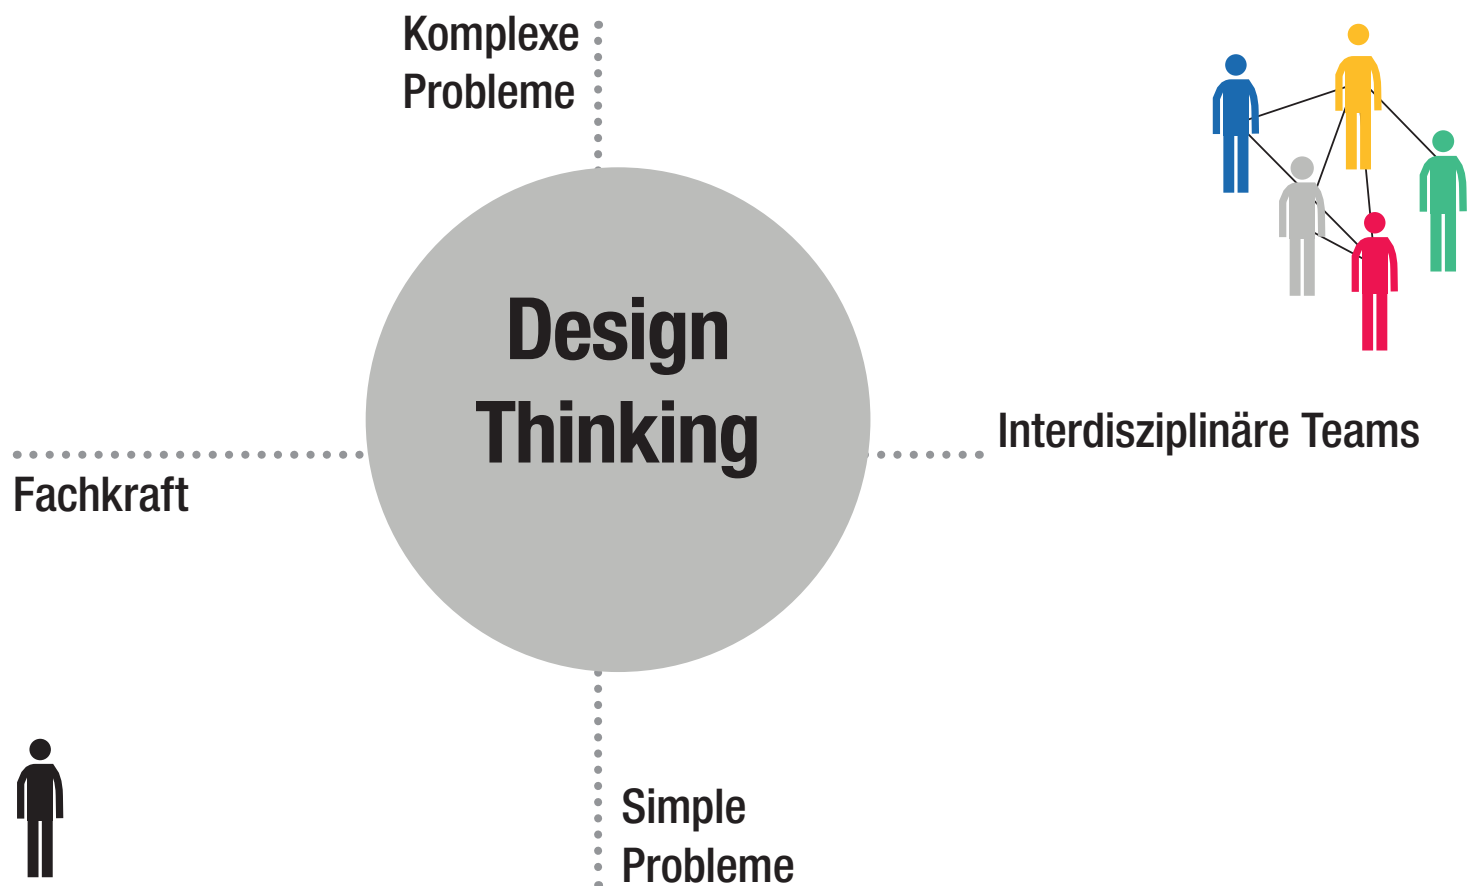 Komplexe
Probleme
Design
Thinking
Interdisziplinäre Teams
Fachkraft
Simple
Probleme